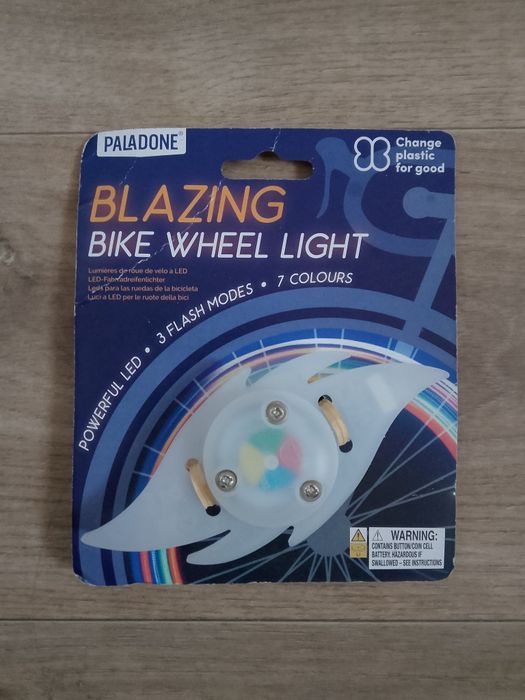 PALADONE®
Change
plastic
for good
BLAZING
BIKE WHEEL LIGHT
Lumières de roue de vélo à LED
LED-Fahrradreifenlichter
Leds para las ruedas de la bicicleta
Luci a LED per le ruote della bici
POWERFUL LED • 3 FLASH MODES • 7 COLOURS
WARNING:
CONTAINS BUTTON/COIN CELL
BATTERY. HAZARDOUS IF
SWALLOWED – SEE INSTRUCTIONS